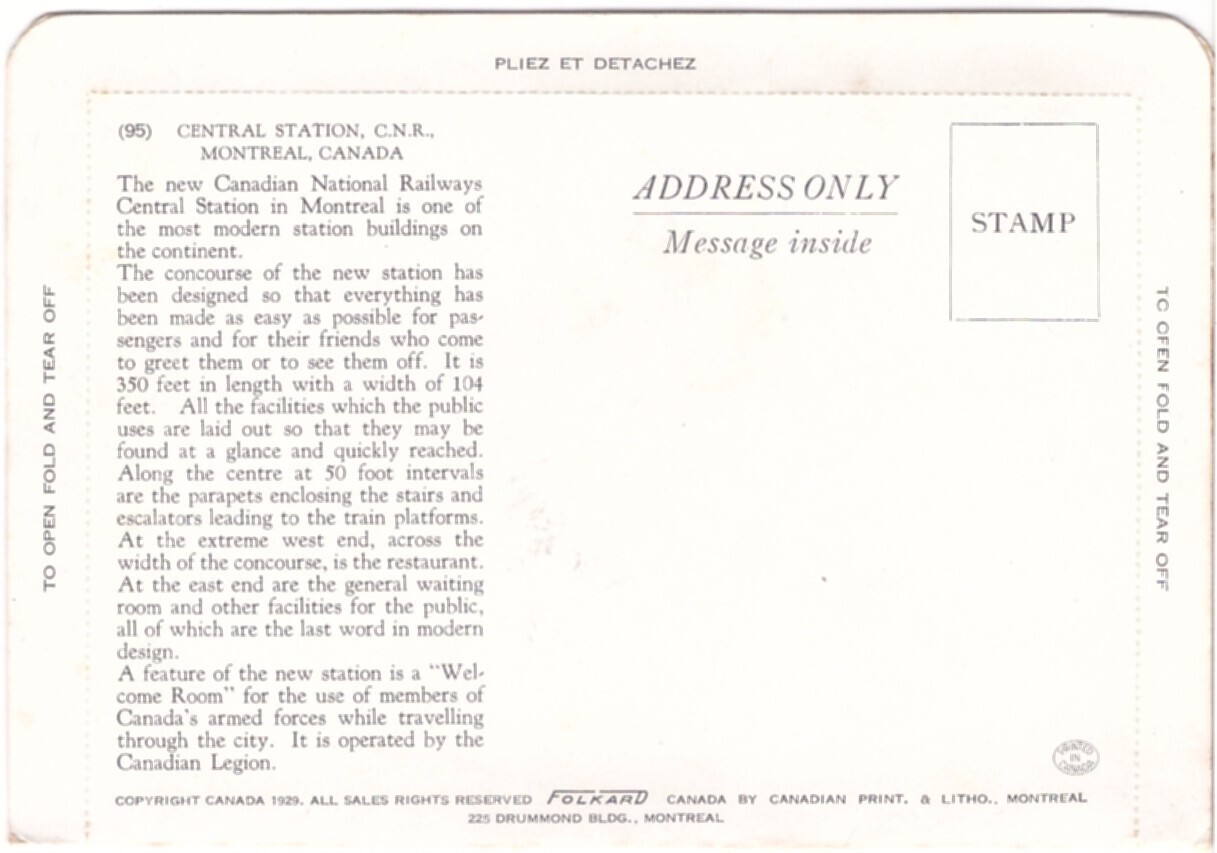 PLIEZ ET DETACHEZ
(95) CENTRAL STATION, C.N.R.,
MONTREAL, CANADA
The new Canadian National Railways
Central Station in Montreal is one of
the most modern station buildings on
the continent.
The concourse of the new station has
been designed so that everything has
been made as easy as possible for pas-
sengers and for their friends who come
to greet them or to see them off. It is
350 feet in length with a width of 104
feet. All the facilities which the public
uses are laid out so that they may be
found at a glance and quickly reached.
Along the centre at 50 foot intervals
are the parapets enclosing the stairs and
escalators leading to the train platforms.
At the extreme west end, across the
width of the concourse, is the restaurant.
At the east end are the general waiting
room and other facilities for the public,
all of which are the last word in modern
design.
A feature of the new station is a "Wel-
come Room" for the use of members of
Canada's armed forces while travelling
through the city. It is operated by the
Canadian Legion.
ADDRESS ONLY
Message inside
STAMP
TO OPEN FOLD AND TEAR OFF
TO OPEN FOLD AND TEAR OFF
PRINTED
IN
CANADA
COPYRIGHT CANADA 1929. ALL SALES RIGHTS RESERVED FOLKARD CANADA BY CANADIAN PRINT. & LITHO., MONTREAL
225 DRUMMOND BLDG., MONTREAL